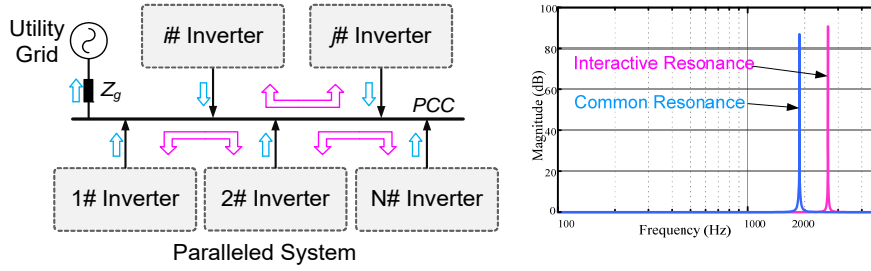 Utility
Grid
Z_g
i# Inverter
j# Inverter
PCC
1# Inverter
2# Inverter
N# Inverter
Paralleled System
Magnitude (dB)
100
80
60
40
20
0
Interactive Resonance
Common Resonance
100
1000
2000
Frequency (Hz)